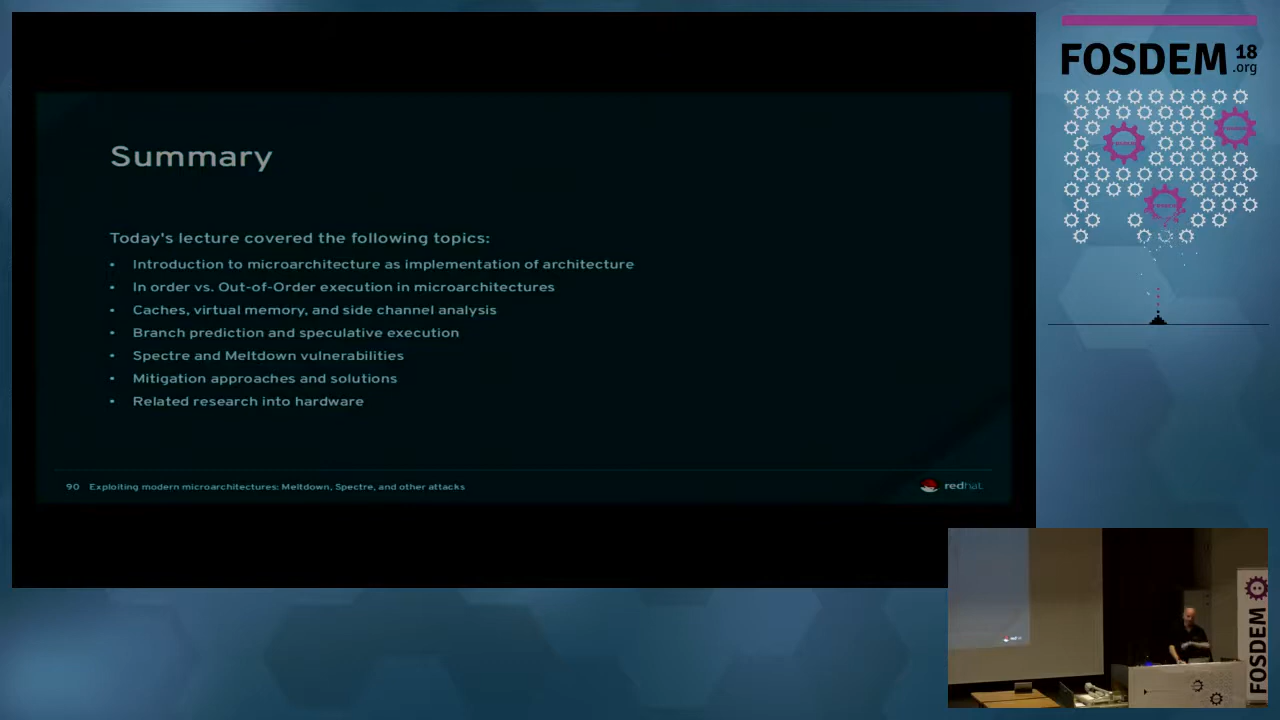 FOSDEM 18
.org
Summary
Today's lecture covered the following topics:
• Introduction to microarchitecture as implementation of architecture
• In order vs. Out-of-Order execution in microarchitectures
• Caches, virtual memory, and side channel analysis
• Branch prediction and speculative execution
• Spectre and Meltdown vulnerabilities
• Mitigation approaches and solutions
• Related research into hardware
90 Exploiting modern microarchitectures: Meltdown, Spectre, and other attacks
redhat.
FOSDEM